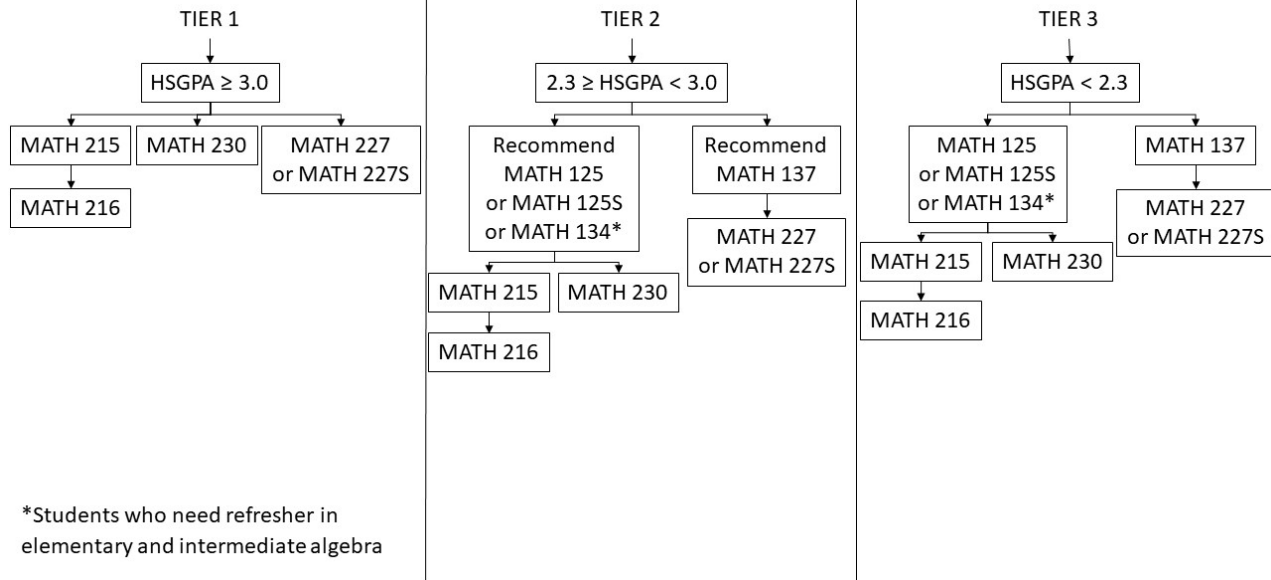 TIER 1
HSGPA ≥ 3.0
MATH 215
MATH 230
MATH 227
or MATH 227S
MATH 216
*Students who need refresher in
elementary and intermediate algebra
TIER 2
2.3 ≥ HSGPA < 3.0
Recommend
MATH 125
or MATH 125S
or MATH 134*
Recommend
MATH 137
MATH 227
or MATH 227S
MATH 215
MATH 230
MATH 216
TIER 3
HSGPA < 2.3
MATH 125
or MATH 125S
or MATH 134*
MATH 137
MATH 227
or MATH 227S
MATH 215
MATH 230
MATH 216